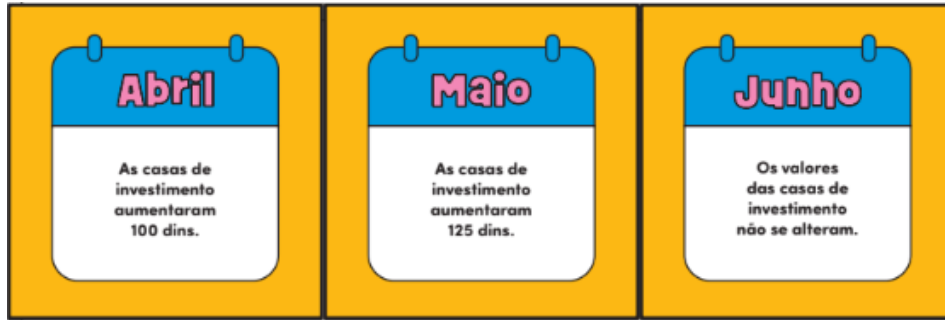 Abril
As casas de
investimento
aumentaram
100 dins.
Maio
As casas de
investimento
aumentaram
125 dins.
Junho
Os valores
das casas de
investimento
não se alteram.